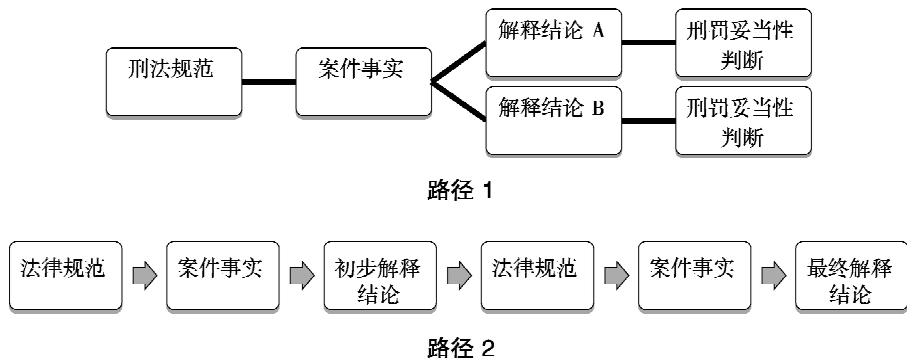 刑法规范
案件事实
解释结论 A
刑罚妥当性
判断
解释结论 B
刑罚妥当性
判断
路径 1
法律规范
案件事实
初步解释
结论
法律规范
案件事实
最终解释
结论
路径 2